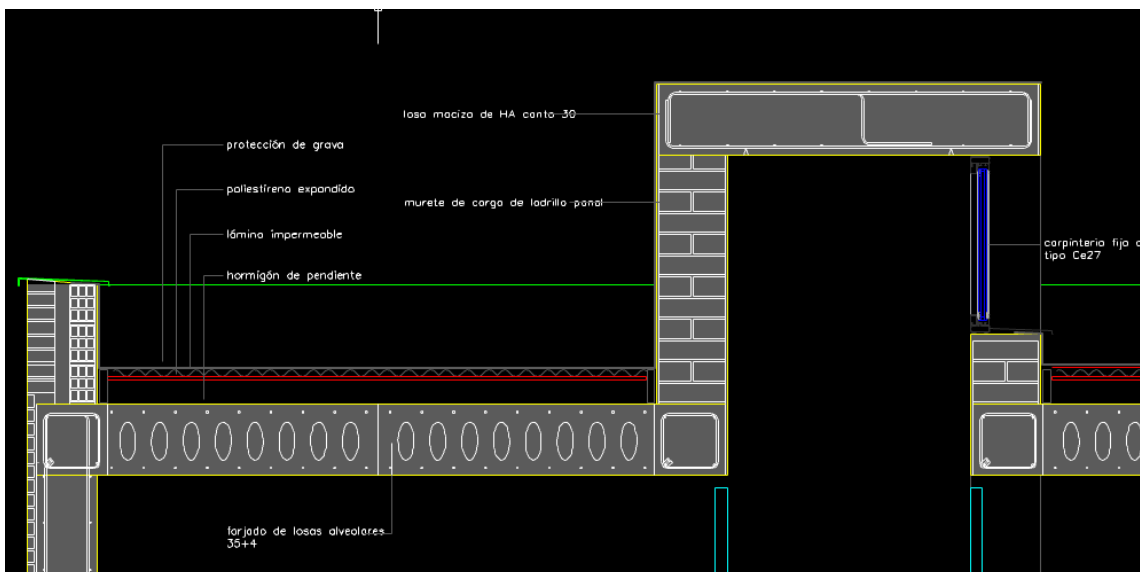 losa maciza de HA canto 30
protección de grava
poliestireno expandido
murete de carga de ladrillo panal
lámina impermeable
carpinteria fija
tipo Ce27
hormigón de pendiente
forjado de losas alveolares
35+4